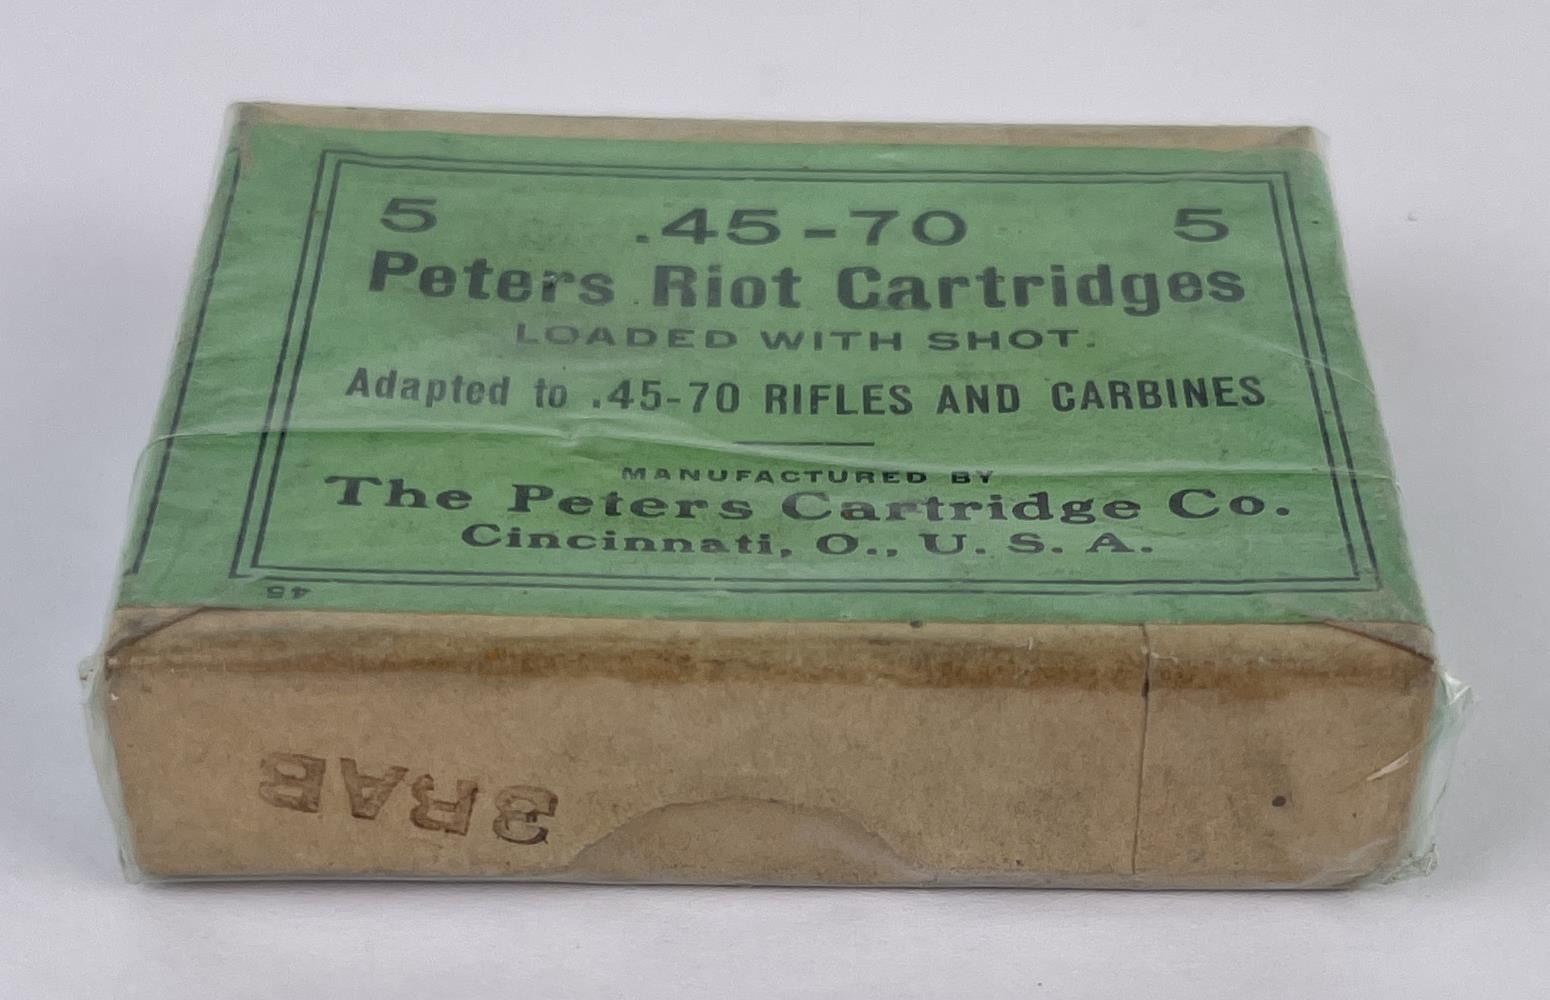 5 .45-70 5
Peters Riot Cartridges
LOADED WITH SHOT.
Adapted to .45-70 RIFLES AND CARBINES
MANUFACTURED BY
The Peters Cartridge Co.
Cincinnati, O., U. S. A.
45